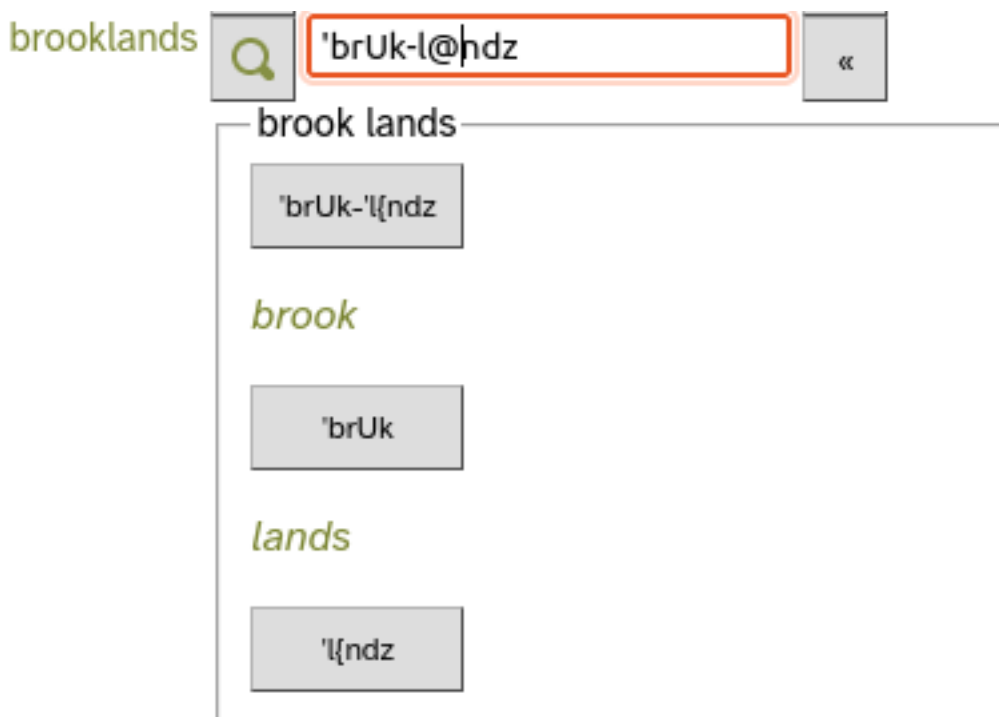 brooklands 'brUk-l@ndz «
brook lands
'brUk-'l{ndz
brook
'brUk
lands
'l{ndz